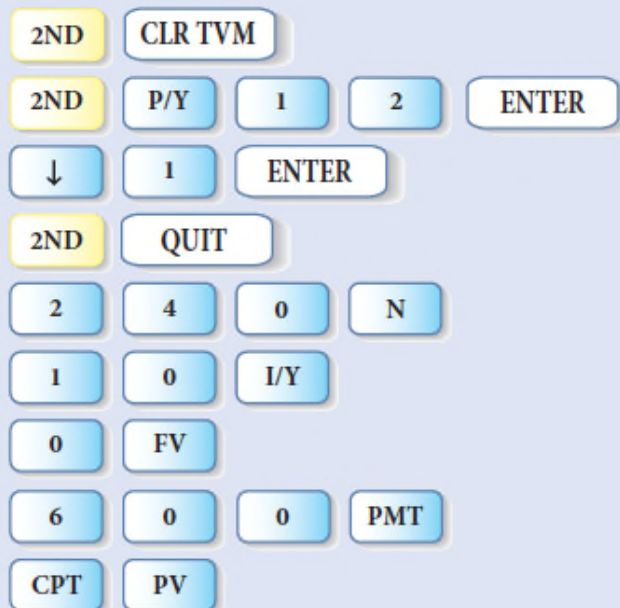 2ND CLR TVM
2ND P/Y 1 2 ENTER
↓ 1 ENTER
2ND QUIT
2 4 0 N
1 0 I/Y
0 FV
6 0 0 PMT
CPT PV